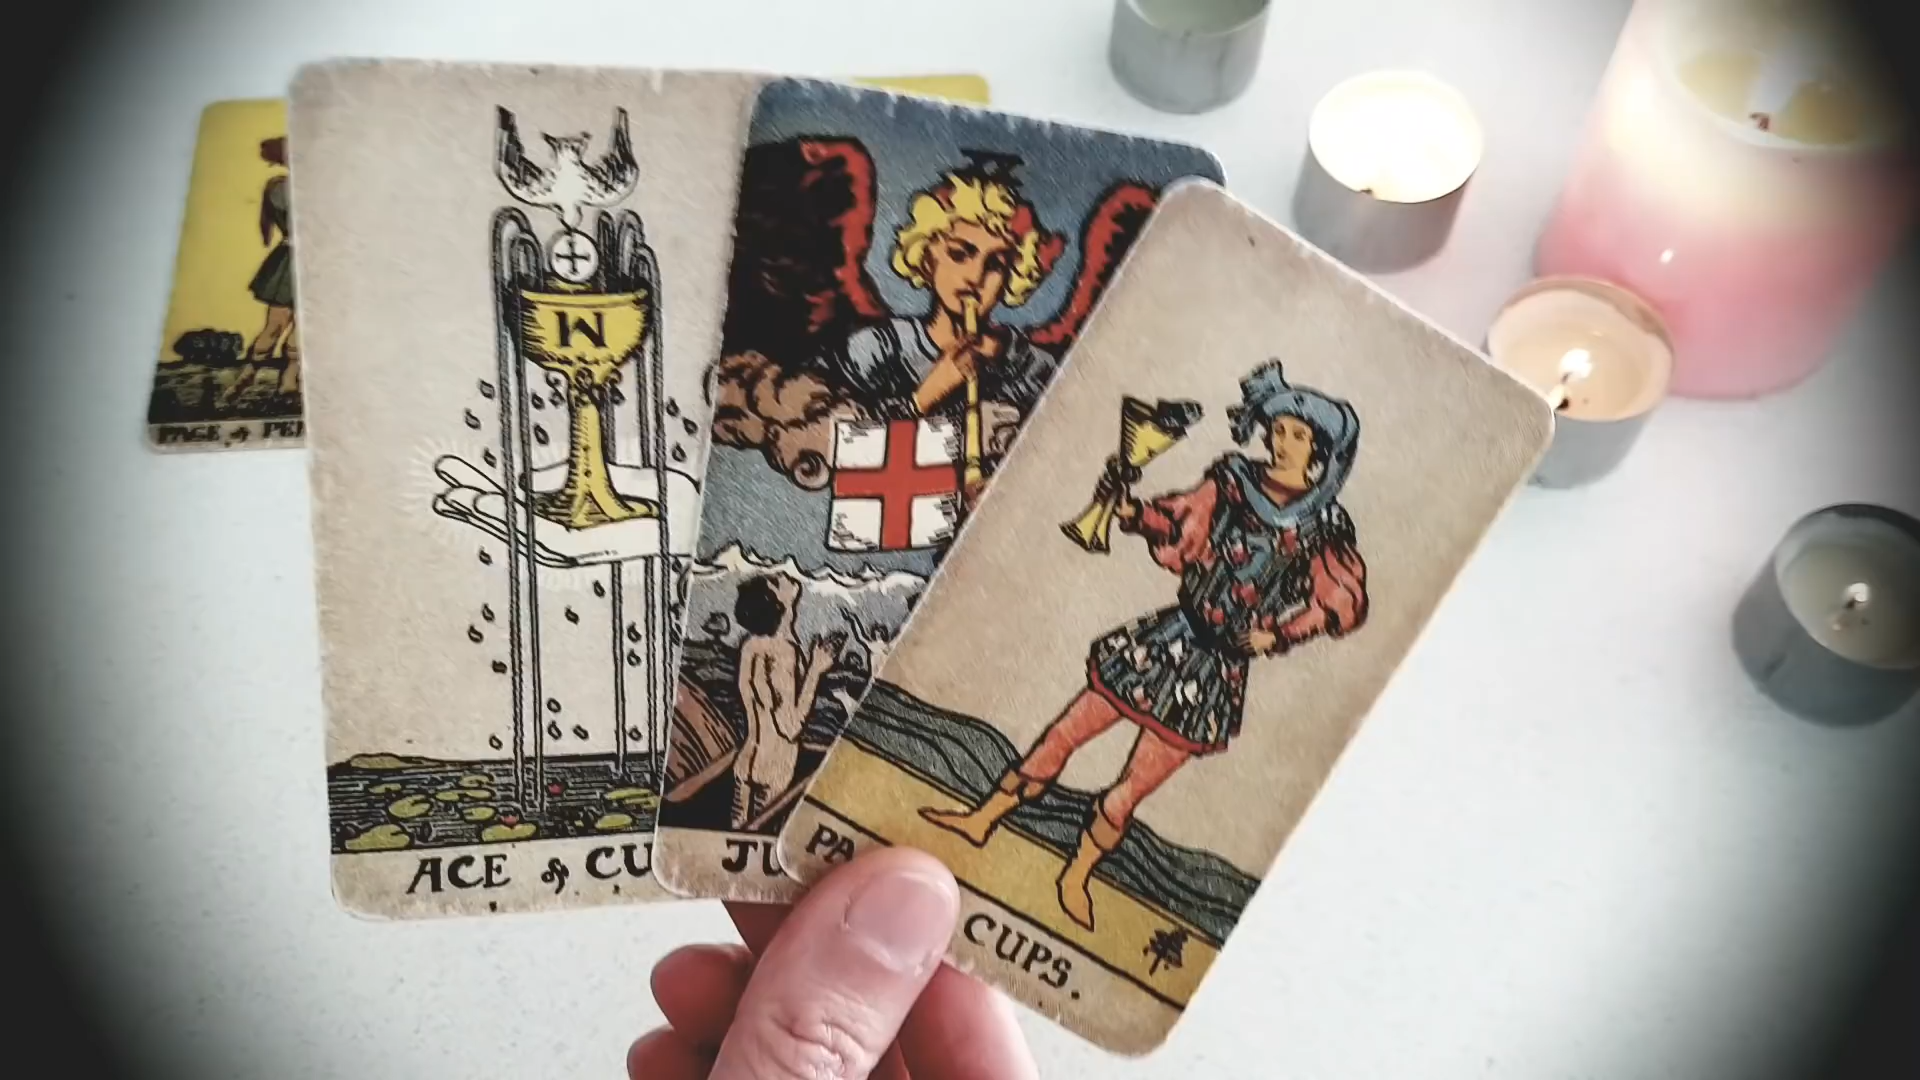 PAGE of PE
W
ACE of CU
JU
PA
CUPS.